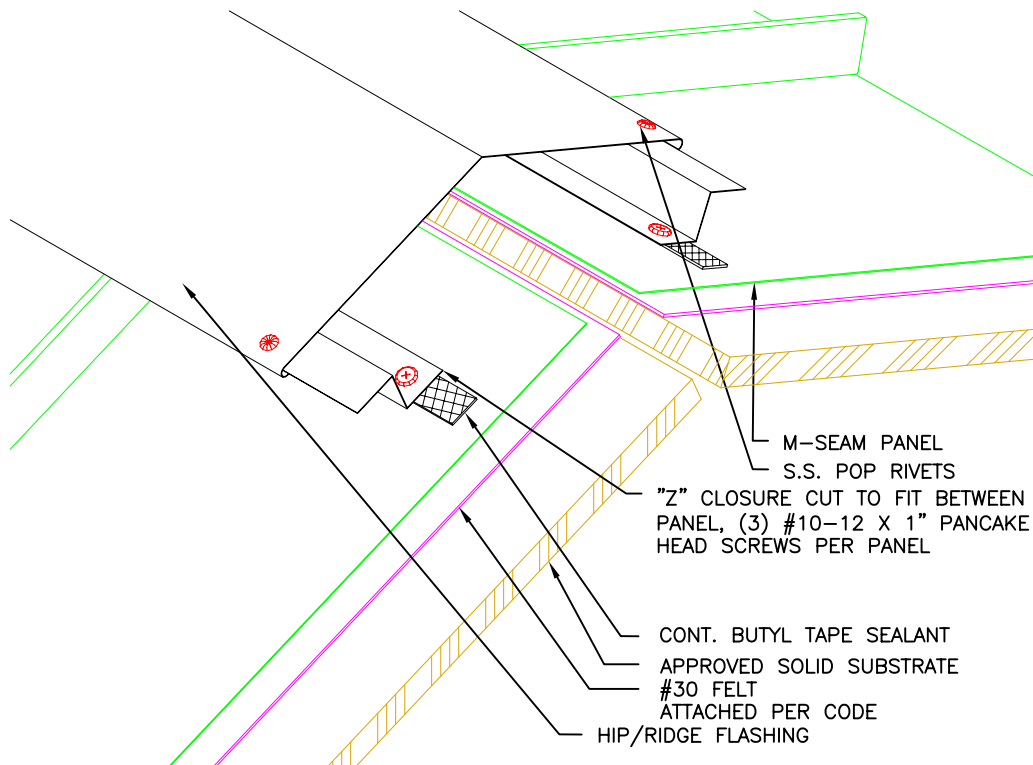 M-SEAM PANEL
S.S. POP RIVETS
"Z" CLOSURE CUT TO FIT BETWEEN
PANEL, (3) #10-12 X 1" PANCAKE
HEAD SCREWS PER PANEL
CONT. BUTYL TAPE SEALANT
APPROVED SOLID SUBSTRATE
#30 FELT
ATTACHED PER CODE
HIP/RIDGE FLASHING